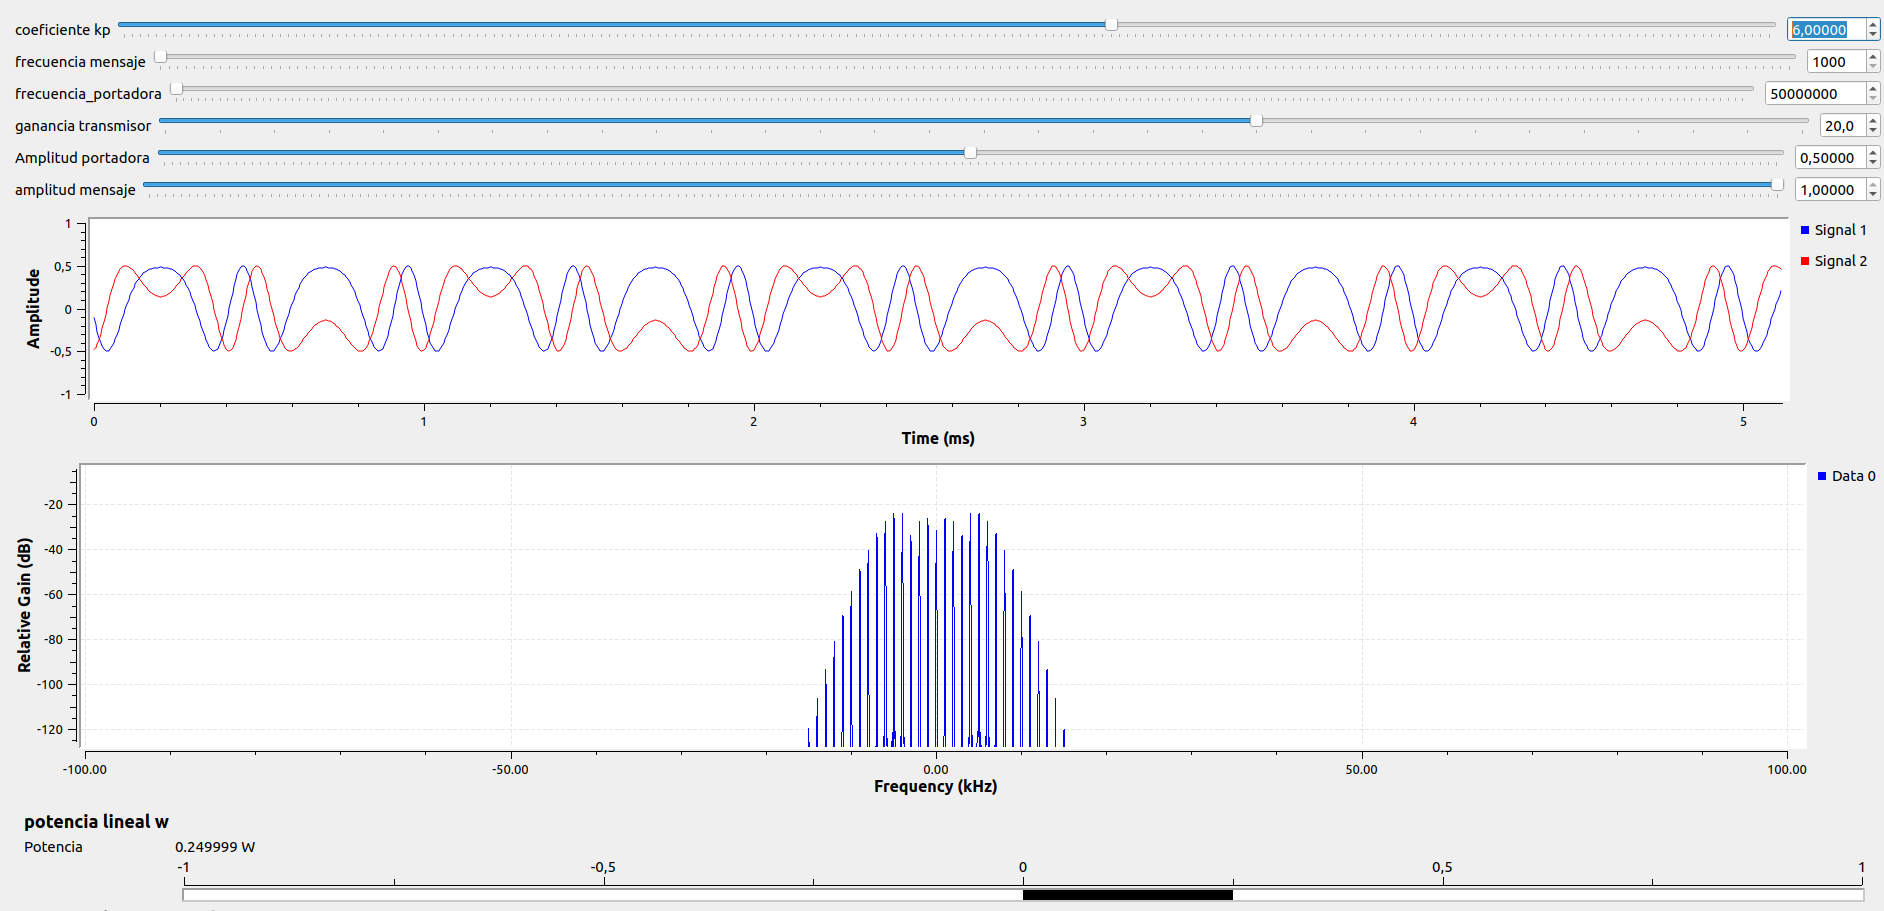 coeficiente kp 6,00000
frecuencia mensaje 1000
frecuencia_portadora 50000000
ganancia transmisor 20,0
Amplitud portadora 0,50000
amplitud mensaje 1,00000
1
0,5
0
-0,5
-1
Amplitude
0 1 2 3 4 5
Time (ms)
Signal 1
Signal 2
-20
-40
-60
-80
-100
-120
Relative Gain (dB)
-100.00 -50.00 0.00 50.00 100.00
Frequency (kHz)
Data 0
potencia lineal w
Potencia 0.249999 W
-1 -0,5 0 0,5 1